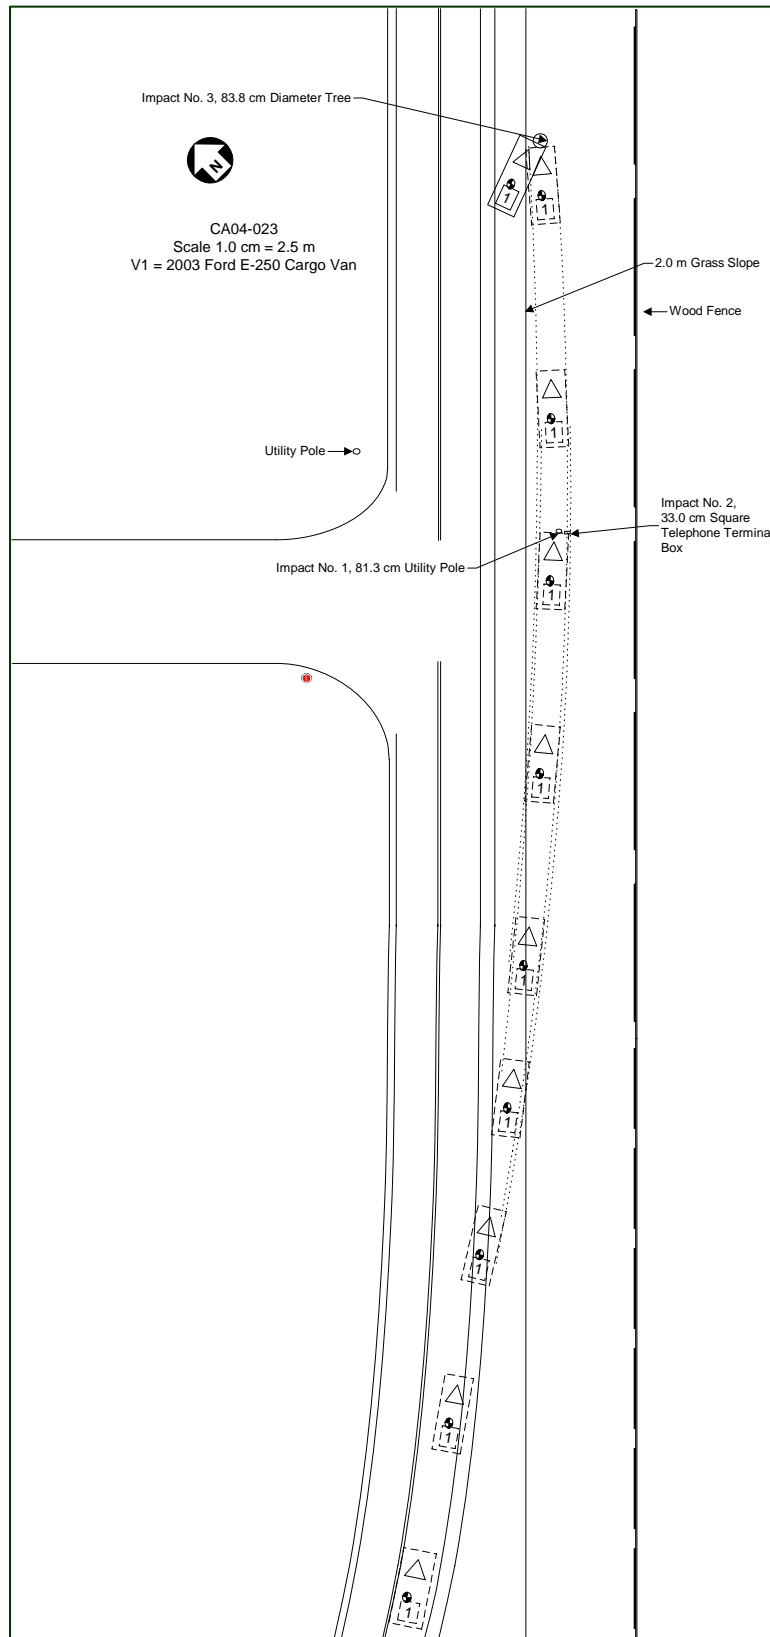 Impact No. 3, 83.8 cm Diameter Tree
N
CA04-023
Scale 1.0 cm = 2.5 m
V1 = 2003 Ford E-250 Cargo Van
1
1
2.0 m Grass Slope
Wood Fence
1
Utility Pole
Impact No. 2,
33.0 cm Square
Telephone Termina
Box
Impact No. 1, 81.3 cm Utility Pole
1
1
1
1
1
1
1